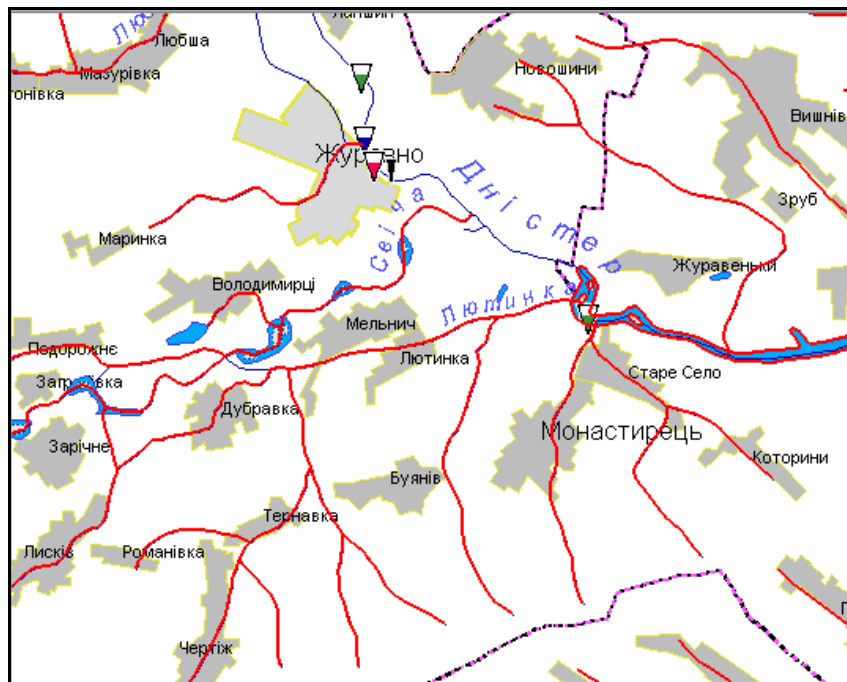 Любша
Мазурівка
Новошини
Вишнів
Журавно
Дністер
Зруб
Маринка
Свіча
Журавеньки
Володимирці
Лютинка
Мельнич
Лютинка
Подорожнє
Старе Село
Дубравка
Зарічне
Монастирець
Которини
Буянів
Тернавка
Лисків
Романівка
Чертіж